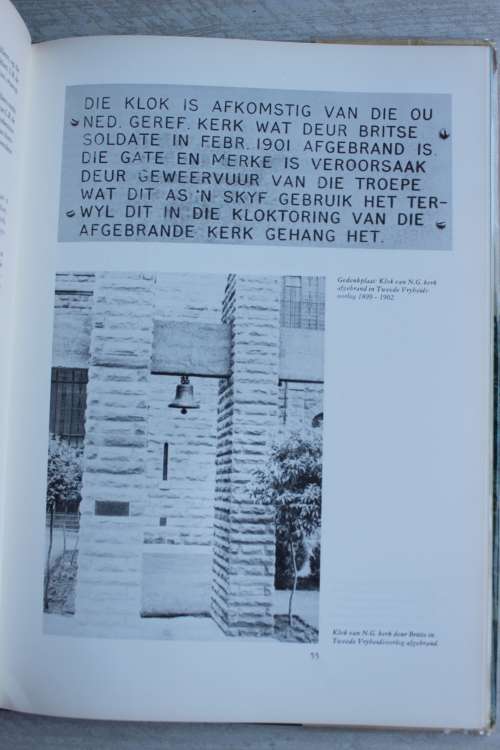 DIE KLOK IS AFKOMSTIG VAN DIE OU
NED. GEREF. KERK WAT DEUR BRITSE
SOLDATE IN FEBR. 1901 AFGEBRAND IS.
DIE GATE EN MERKE IS VEROORSAAK
DEUR GEWEERVUUR VAN DIE TROEPE
WAT DIT AS 'N SKYF GEBRUIK HET TER-
WYL DIT IN DIE KLOKTORING VAN DIE
AFGEBRANDE KERK GEHANG HET.
Gedenkplaat: Klok van N.G. kerk
afgebrand in Tweede Vryheids-
oorlog 1899 - 1902.
Klok van N.G. kerk deur Britte in
Tweede Vryheidsoorlog afgebrand.
55